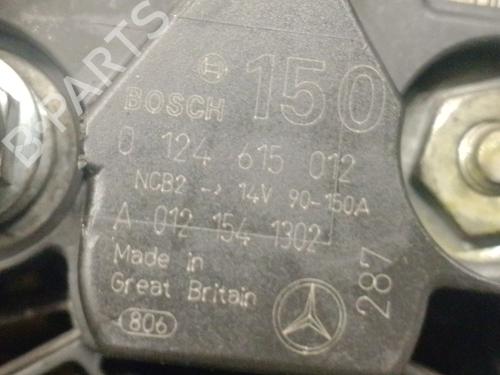 B-PARTS
BOSCH 150
0 124 615 012
NCB2 -> 14V 90-150A
A 012 154 1302
Made in
Great Britain
287
806